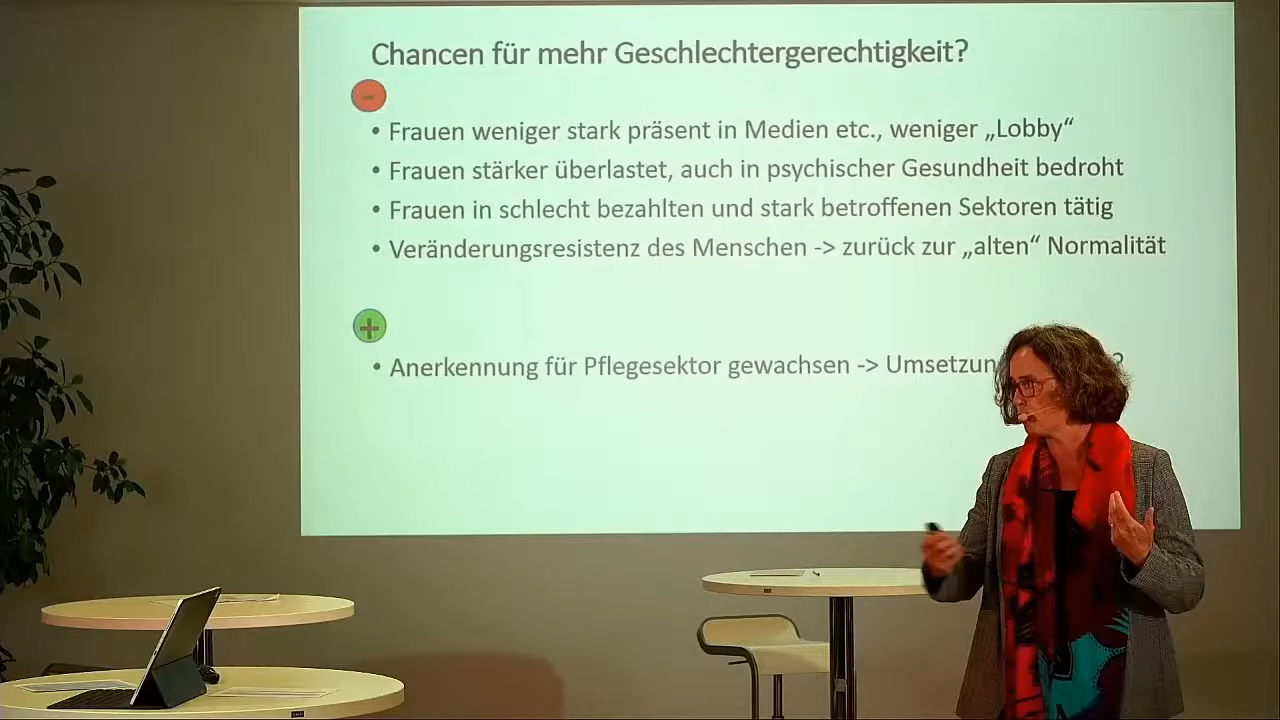 Chancen für mehr Geschlechtergerechtigkeit?
-
• Frauen weniger stark präsent in Medien etc., weniger „Lobby“
• Frauen stärker überlastet, auch in psychischer Gesundheit bedroht
• Frauen in schlecht bezahlten und stark betroffenen Sektoren tätig
• Veränderungsresistenz des Menschen -> zurück zur „alten“ Normalität
+
• Anerkennung für Pflegesektor gewachsen -> ?